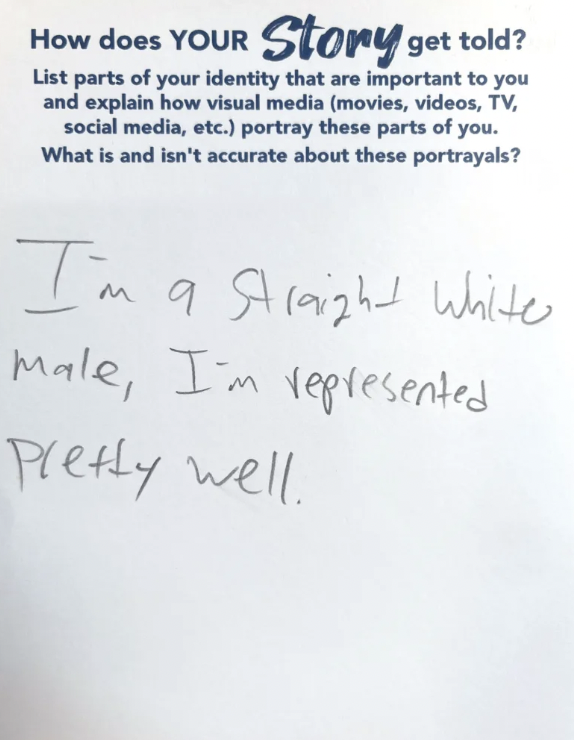 How does YOUR Story get told?
List parts of your identity that are important to you
and explain how visual media (movies, videos, TV,
social media, etc.) portray these parts of you.
What is and isn't accurate about these portrayals?
I'm a straight white
male, I'm represented
pretty well.